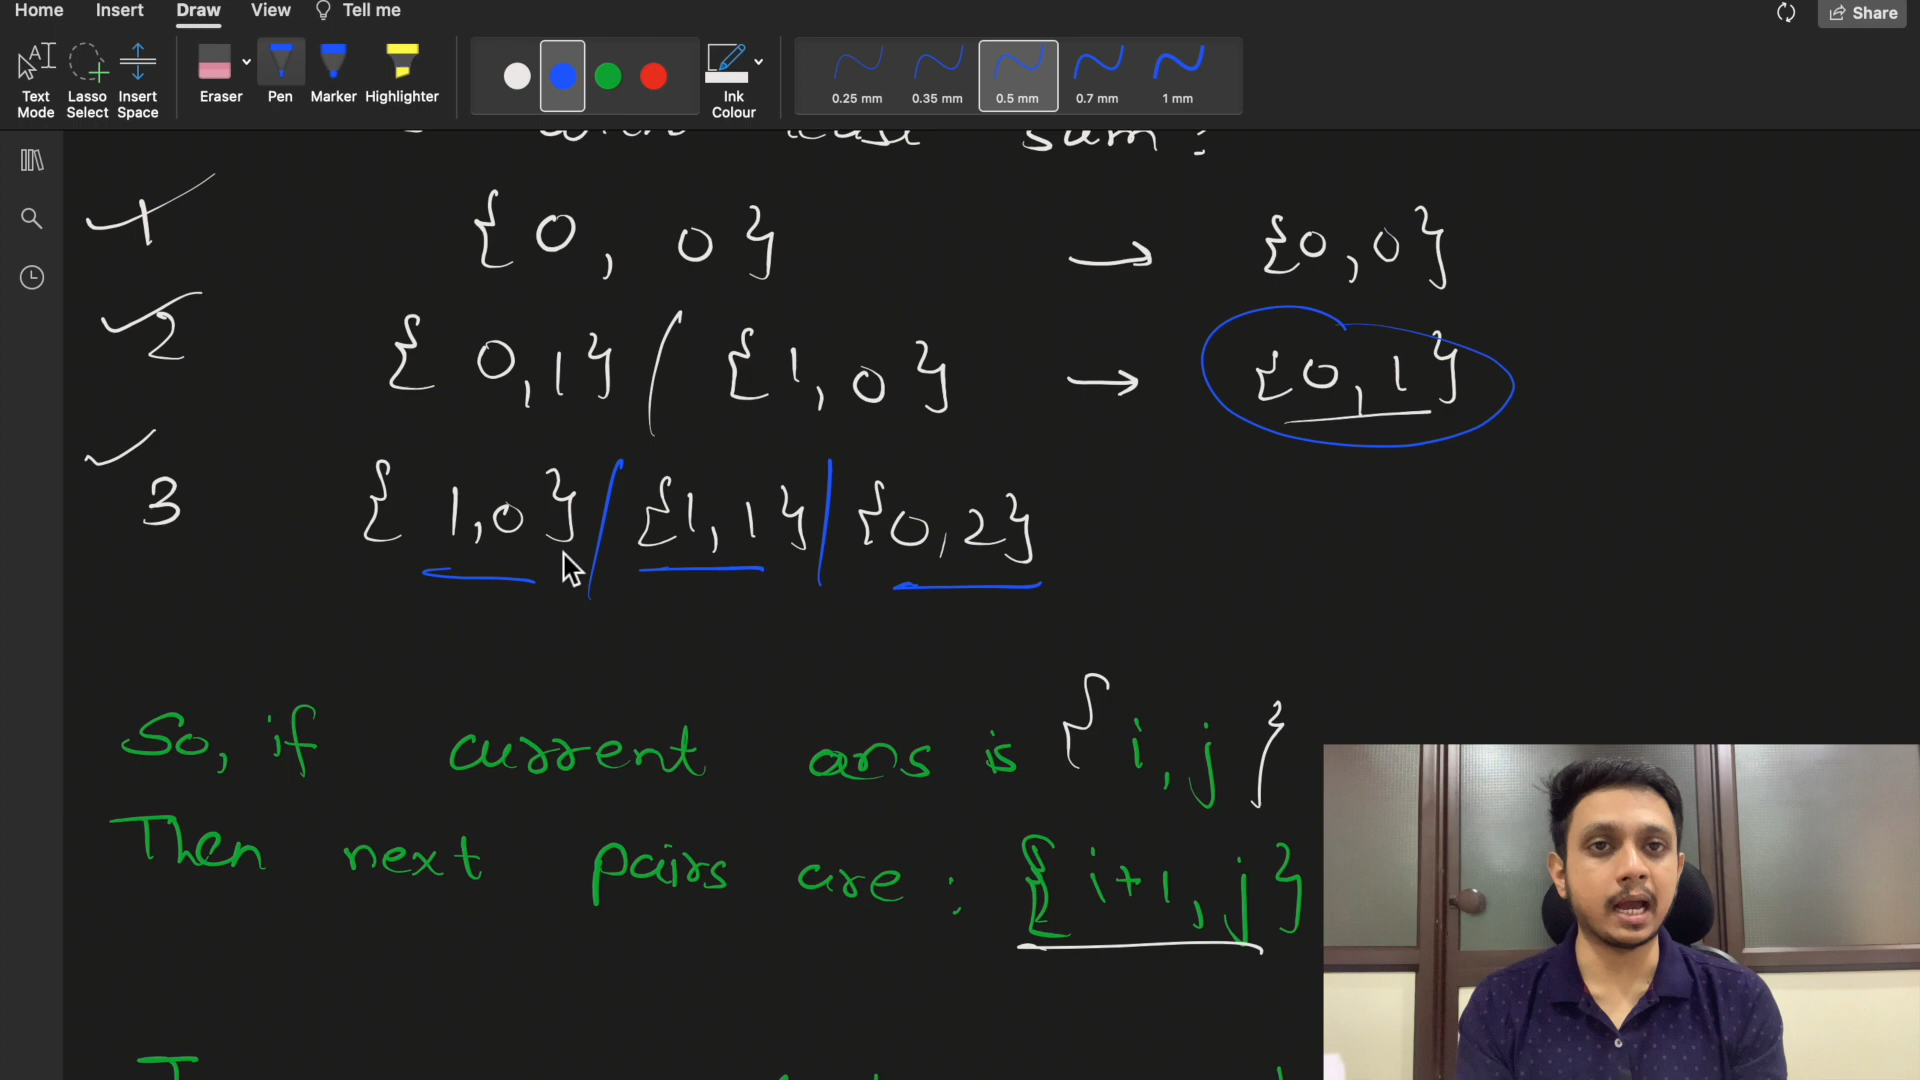 Home Insert Draw View Tell me Share
Text Mode Lasso Select Insert Space Eraser Pen Marker Highlighter Ink Colour 0.25 mm 0.35 mm 0.5 mm 0.7 mm 1 mm
sum?
1 {0, 0} → {0,0}
2 {0,1} / {1,0} → {0,1}
3 {1,0} / {1,1} | {0,2}
So, if current ans is {i,j}
Then next pairs are: {i+1,j}